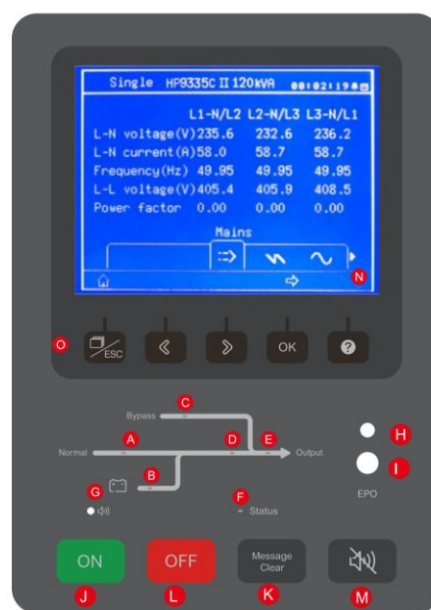 Single HP9335C II 120KVA 00:02:19
L1-N/L2 L2-N/L3 L3-N/L1
L-N voltage(V) 235.6 232.6 236.2
L-N current(A) 58.0 58.7 58.7
Frequency(Hz) 49.95 49.95 49.95
L-L voltage(V) 405.4 405.9 408.5
Power factor 0.00 0.00 0.00
Mains
N
O
ESC
OK
?
C
Bypass
H
A
D
E
Normal
Output
I
B
G
F
EPO
Status
ON
OFF
Message
Clear
J
L
K
M